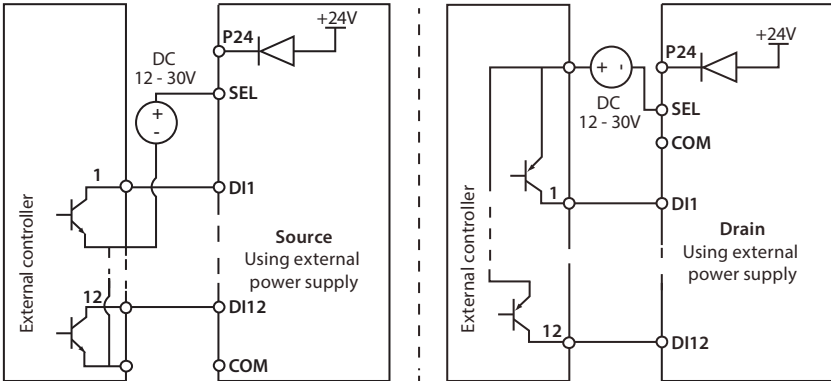 External controller
DC
12 - 30V
+
-
P24
+24V
SEL
1
DI1
Source
Using external
power supply
12
DI12
COM
External controller
+ -
DC
12 - 30V
P24
+24V
SEL
COM
1
DI1
Drain
Using external
power supply
12
DI12